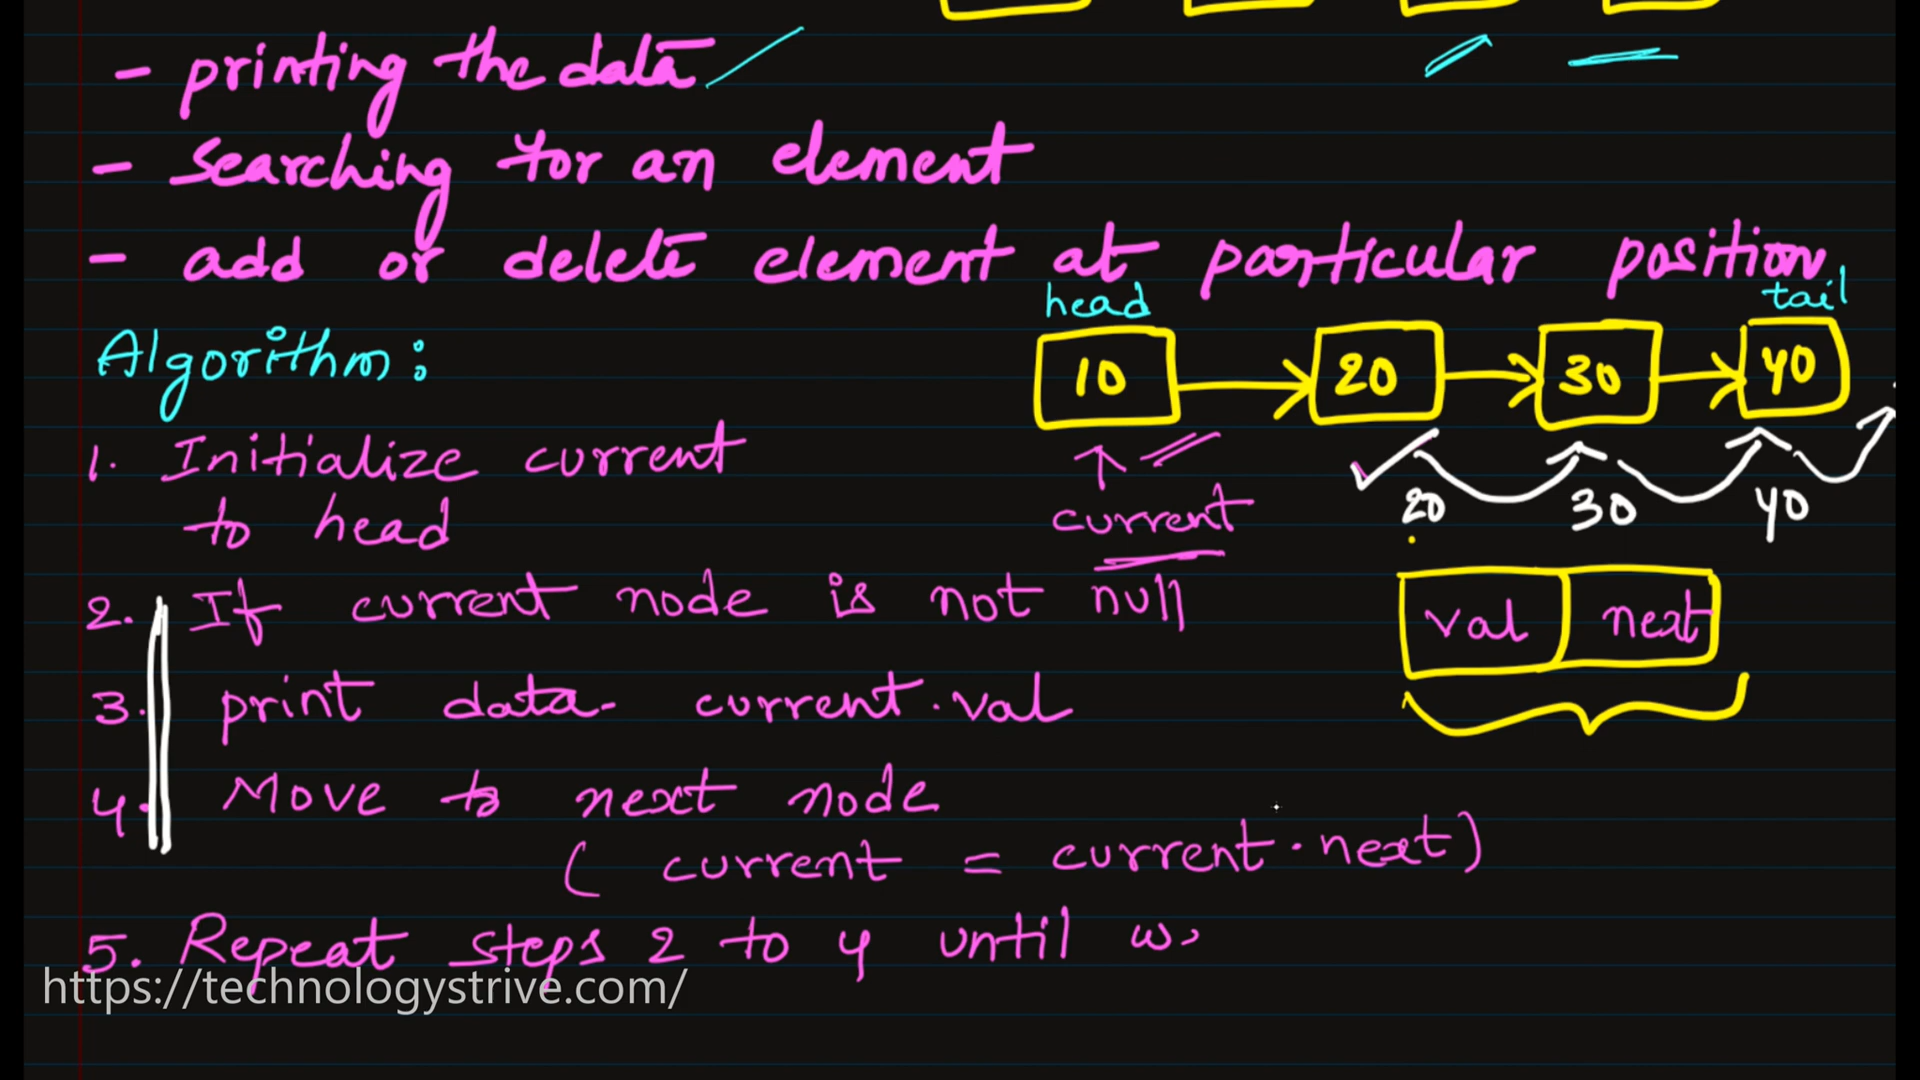 - printing the data
- searching for an element
- add or delete element at particular position
head
tail
Algorithm:
10
20
30
40
1. Initialize current
to head
current
20
30
40
2. If current node is not null
val
next
3. print data - current.val
4. Move to next node
( current = current.next)
5. Repeat steps 2 to 4 until
https://technologystrive.com/